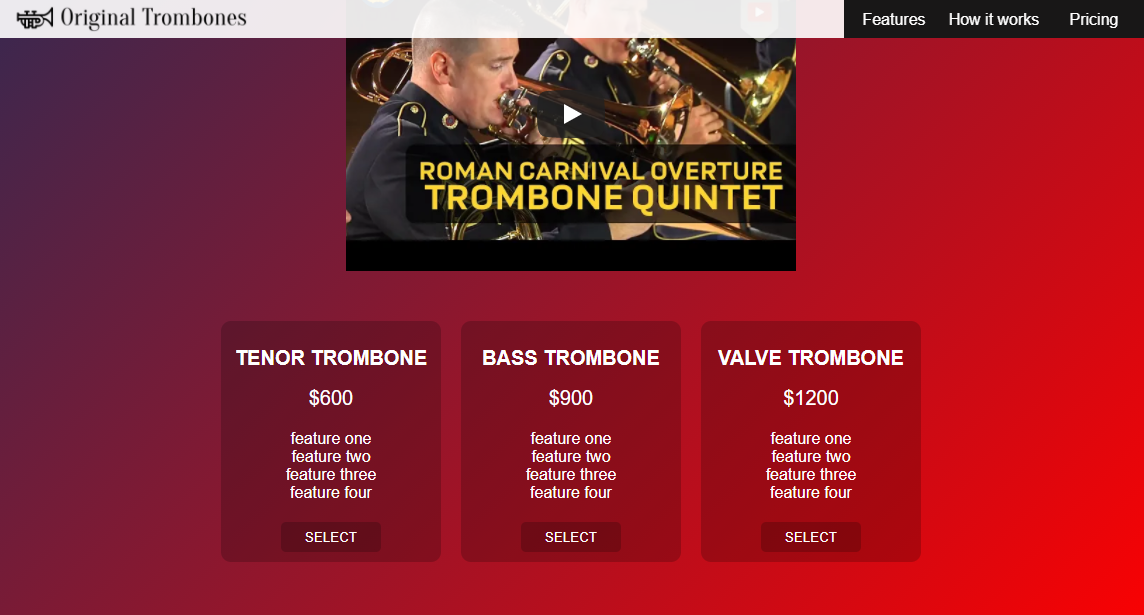 Original Trombones
Features
How it works
Pricing
ROMAN CARNIVAL OVERTURE
TROMBONE QUINTET
TENOR TROMBONE
$600
feature one
feature two
feature three
feature four
SELECT
BASS TROMBONE
$900
feature one
feature two
feature three
feature four
SELECT
VALVE TROMBONE
$1200
feature one
feature two
feature three
feature four
SELECT